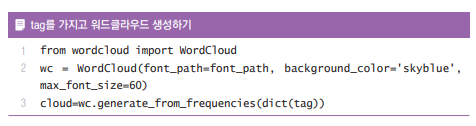 tag를 가지고 워드클라우드 생성하기
1 from wordcloud import WordCloud
2 wc = WordCloud(font_path=font_path, background_color='skyblue',
max_font_size=60)
3 cloud=wc.generate_from_frequencies(dict(tag))